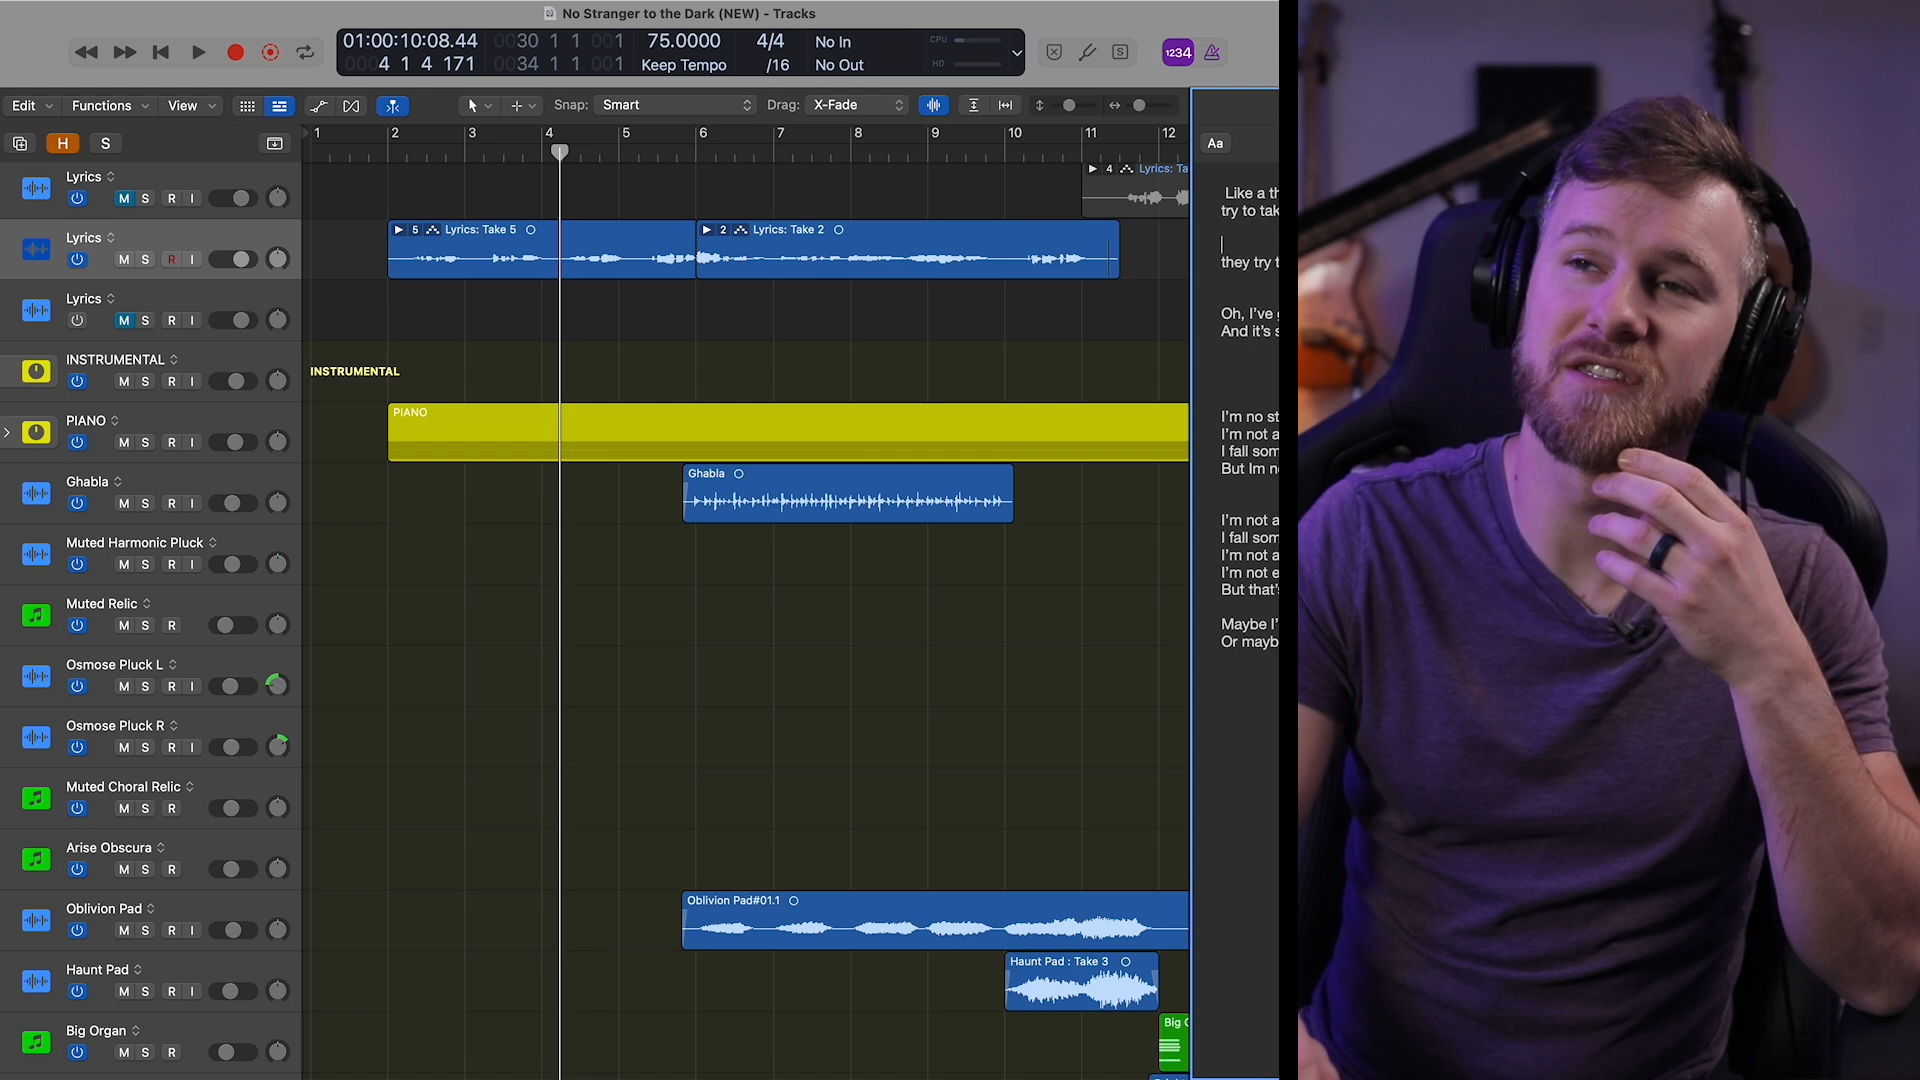 No Stranger to the Dark (NEW) - Tracks
01:00:10:08.44
0004 1 4 171
0030 1 1 001
0034 1 1 001
75.0000
Keep Tempo
4/4
/16
No In
No Out
CPU
HD
S
1234
Edit
Functions
View
Snap: Smart
Drag: X-Fade
H S
1 2 3 4 5 6 7 8 9 10 11 12
Aa
Lyrics
M S R I
4 Lyrics: Ta
Lyrics
M S R I
5 Lyrics: Take 5
2 Lyrics: Take 2
Lyrics
M S R I
INSTRUMENTAL
M S R I
INSTRUMENTAL
PIANO
M S R I
PIANO
Ghabla
M S R I
Ghabla
Muted Harmonic Pluck
M S R I
Muted Relic
M S R
Osmose Pluck L
M S R I
Osmose Pluck R
M S R I
Muted Choral Relic
M S R
Arise Obscura
M S R
Oblivion Pad
M S R I
Oblivion Pad#01.1
Haunt Pad
M S R I
Haunt Pad : Take 3
Big Organ
M S R
Big
Like a th
try to tak
they try t
Oh, I've
And it's s
I'm no st
I'm not a
I fall som
But Im n
I'm not a
I fall som
I'm not a
I'm not e
But that's
Maybe I'
Or mayb